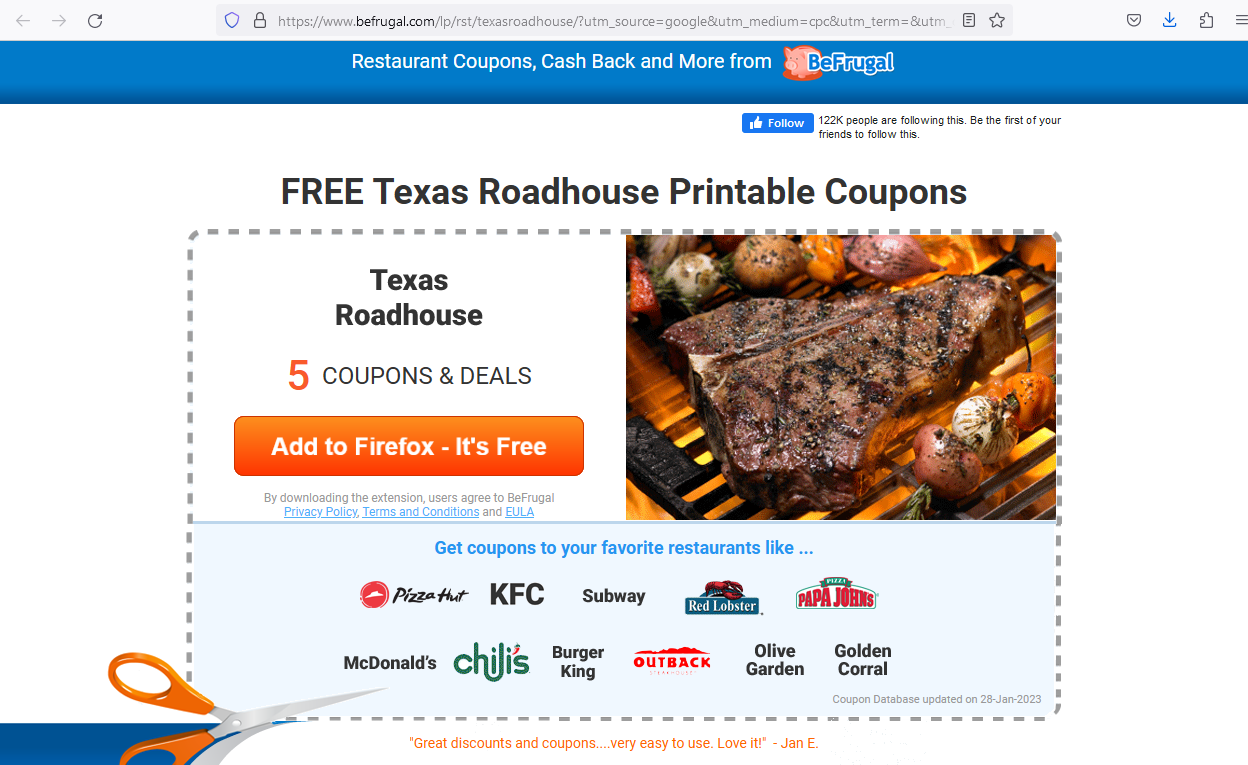 https://www.befrugal.com/lp/rst/texasroadhouse/?utm_source=google&utm_medium=cpc&utm_term=&utm_
Restaurant Coupons, Cash Back and More from BeFrugal
Follow
122K people are following this. Be the first of your
friends to follow this.
FREE Texas Roadhouse Printable Coupons
Texas
Roadhouse
5 COUPONS & DEALS
Add to Firefox - It's Free
By downloading the extension, users agree to BeFrugal
Privacy Policy, Terms and Conditions and EULA
Get coupons to your favorite restaurants like ...
Pizza Hut
KFC
Subway
Red Lobster
PIZZA
PAPA JOHNS
McDonald's
chili's
Burger
King
OUTBACK
STEAKHOUSE
Olive
Garden
Golden
Corral
Coupon Database updated on 28-Jan-2023
"Great discounts and coupons....very easy to use. Love it!" - Jan E.